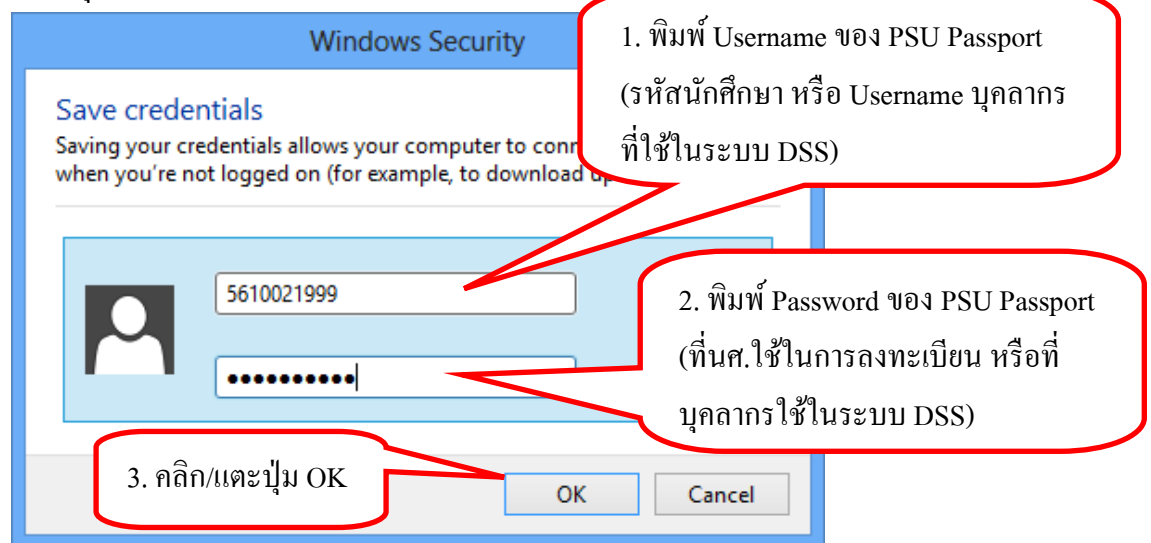 Windows Security
1. พิมพ์ Username ของ PSU Passport
(รหัสนักศึกษา หรือ Username บุคลากร
ที่ใช้ในระบบ DSS)
Save credentials
Saving your credentials allows your computer to
when you're not logged on (for example, to download
5610021999
2. พิมพ์ Password ของ PSU Passport
(ที่นศ.ใช้ในการลงทะเบียน หรือที่
บุคลากรใช้ในระบบ DSS)
••••••••••
3. คลิก/แตะปุ่ม OK
OK
Cancel